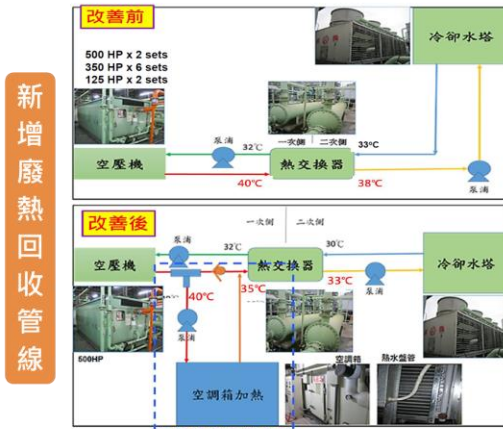 新增廢熱回收管線
改善前
500 HP x 2 sets
350 HP x 6 sets
125 HP x 2 sets
冷卻水塔
泵浦
32℃
一次側
二次側
33℃
空壓機
熱交換器
40℃
38℃
泵浦
改善後
一次側
二次側
泵浦
32℃
30℃
空壓機
熱交換器
冷卻水塔
40℃
35℃
33℃
泵浦
泵浦
500HP
空調箱加熱
空調箱
熱水盤管